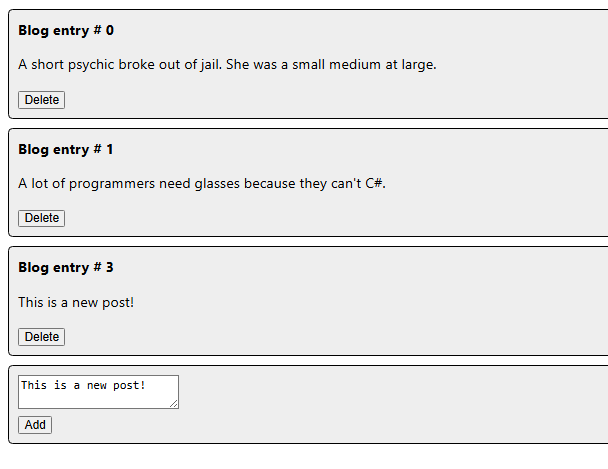 Blog entry # 0
A short psychic broke out of jail. She was a small medium at large.
Delete
Blog entry # 1
A lot of programmers need glasses because they can't C#.
Delete
Blog entry # 3
This is a new post!
Delete
This is a new post!
Add